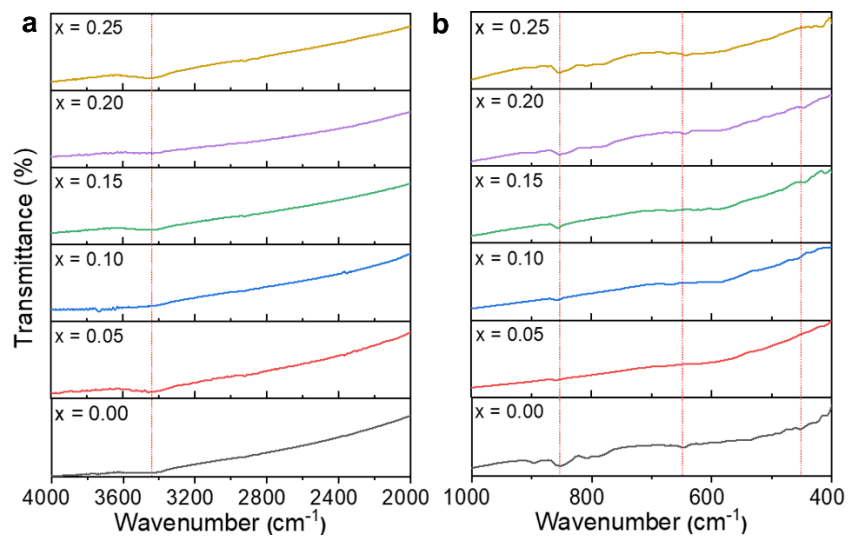 a
x = 0.25
x = 0.20
x = 0.15
x = 0.10
x = 0.05
x = 0.00
Transmittance (%)
4000 3600 3200 2800 2400 2000
Wavenumber (cm⁻¹)
b
x = 0.25
x = 0.20
x = 0.15
x = 0.10
x = 0.05
x = 0.00
1000 800 600 400
Wavenumber (cm⁻¹)